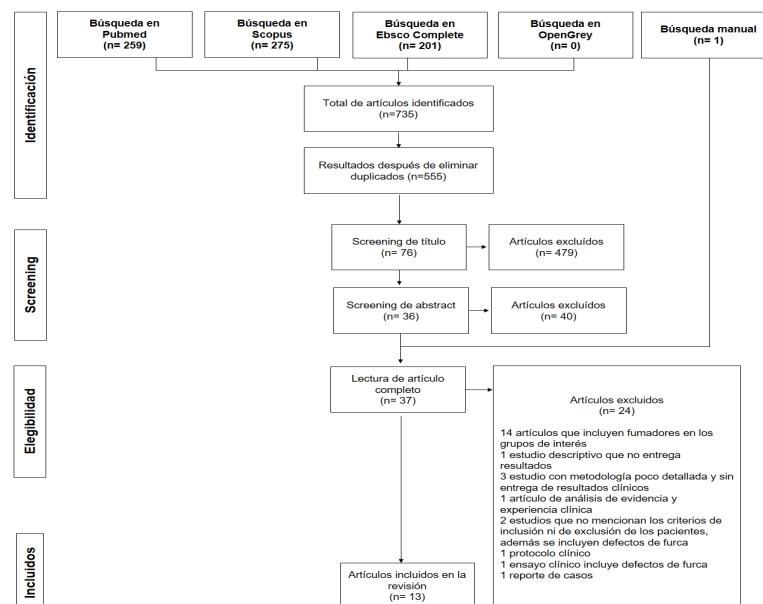 Búsqueda en
Pubmed
(n= 259)
Búsqueda en
Scopus
(n= 275)
Búsqueda en
Ebsco Complete
(n= 201)
Búsqueda en
OpenGrey
(n= 0)
Búsqueda manual
(n= 1)
Identificación
Total de artículos identificados
(n=735)
Resultados después de eliminar
duplicados (n=555)
Screening
Screening de título
(n= 76)
Artículos excluídos
(n= 479)
Screening de abstract
(n= 36)
Artículos excluídos
(n= 40)
Elegibilidad
Lectura de artículo
completo
(n= 37)
Artículos excluidos
(n= 24)
14 artículos que incluyen fumadores en los
grupos de interés
1 estudio descriptivo que no entrega
resultados
3 estudio con metodología poco detallada y sin
entrega de resultados clínicos
1 artículo de análisis de evidencia y
experiencia clínica
2 estudios que no mencionan los criterios de
inclusión ni de exclusión de los pacientes,
además se incluyen defectos de furca
1 protocolo clínico
1 ensayo clínico incluye defectos de furca
1 reporte de casos
Incluidos
Artículos incluidos en la
revisión
(n= 13)